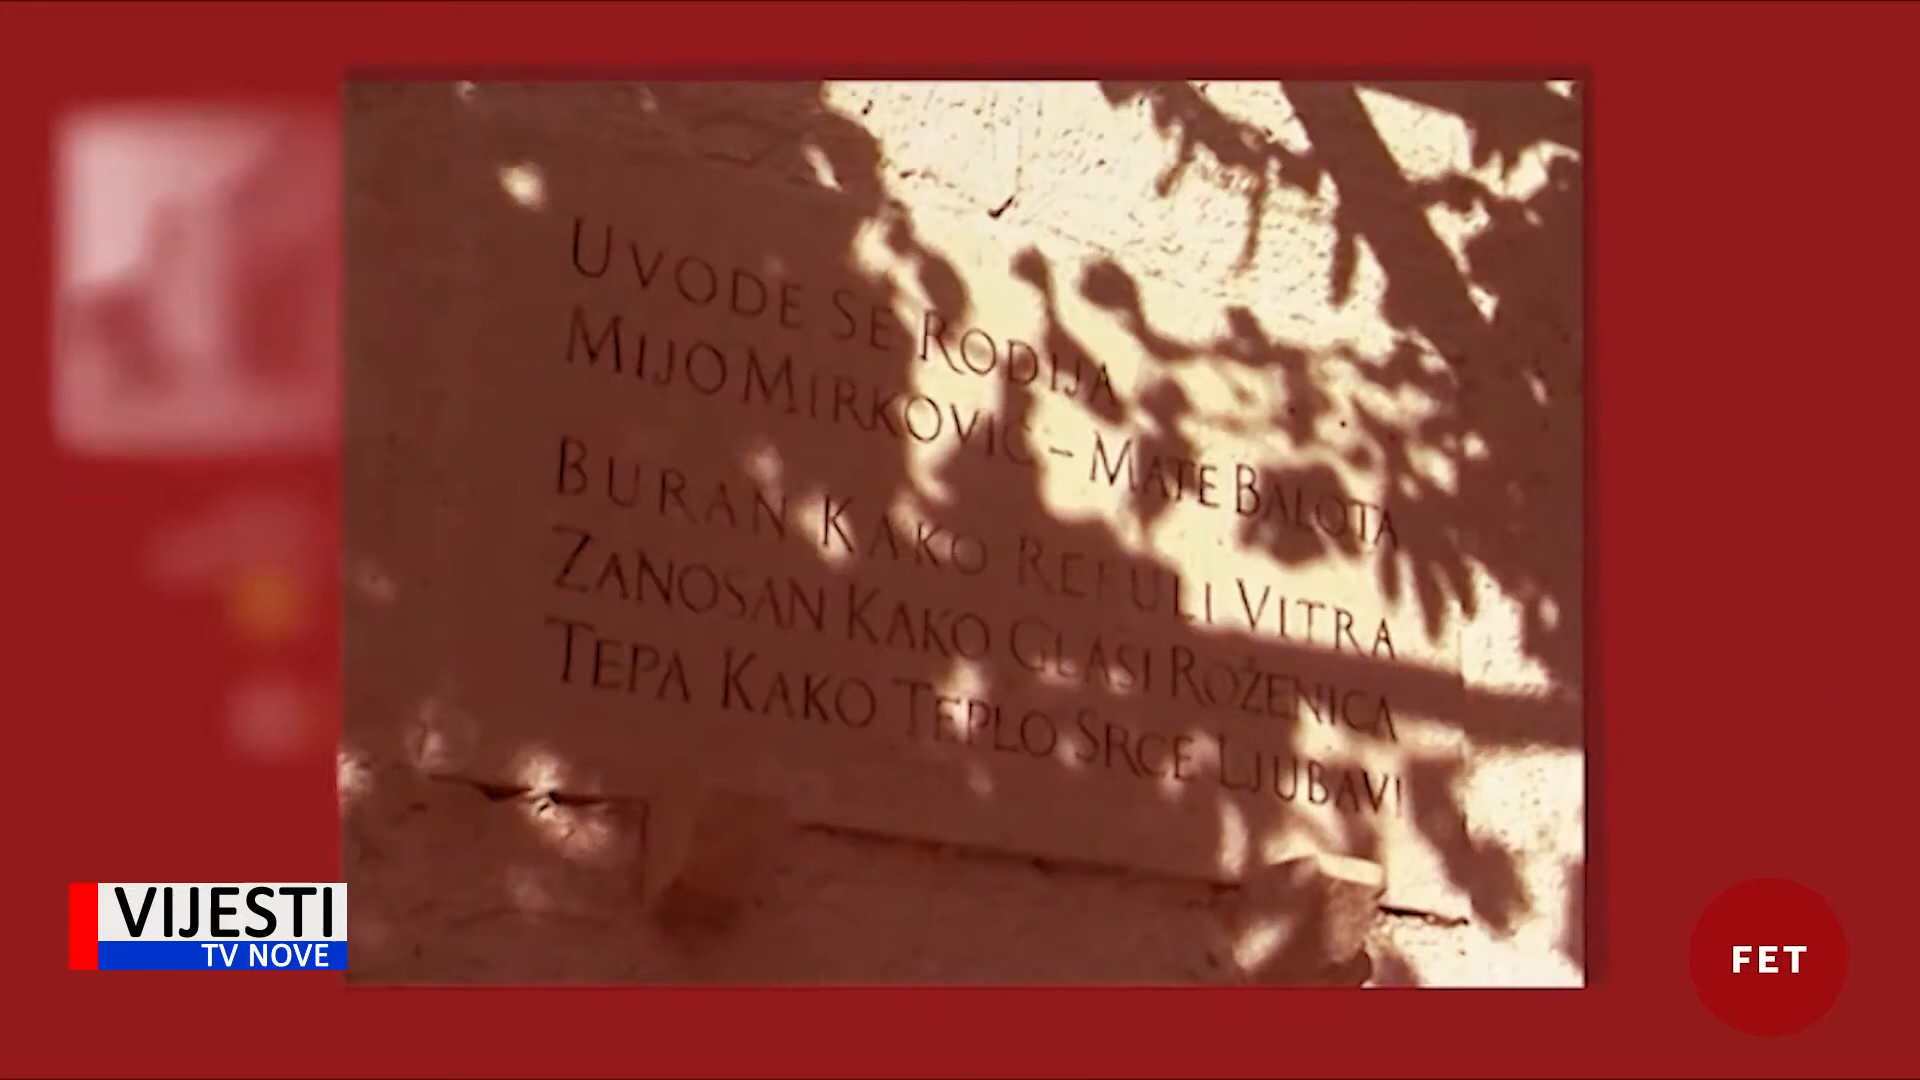 UVODE SE RODIJA
MIJO MIRKOVIĆ - MATE BALOTA
BURAN KAKO REFULI VITRA
ZANOSAN KAKO GLASI ROŽENICA
TEPA KAKO TEPLO SRCE LJUBAVI
VIJESTI
TV NOVE
FET